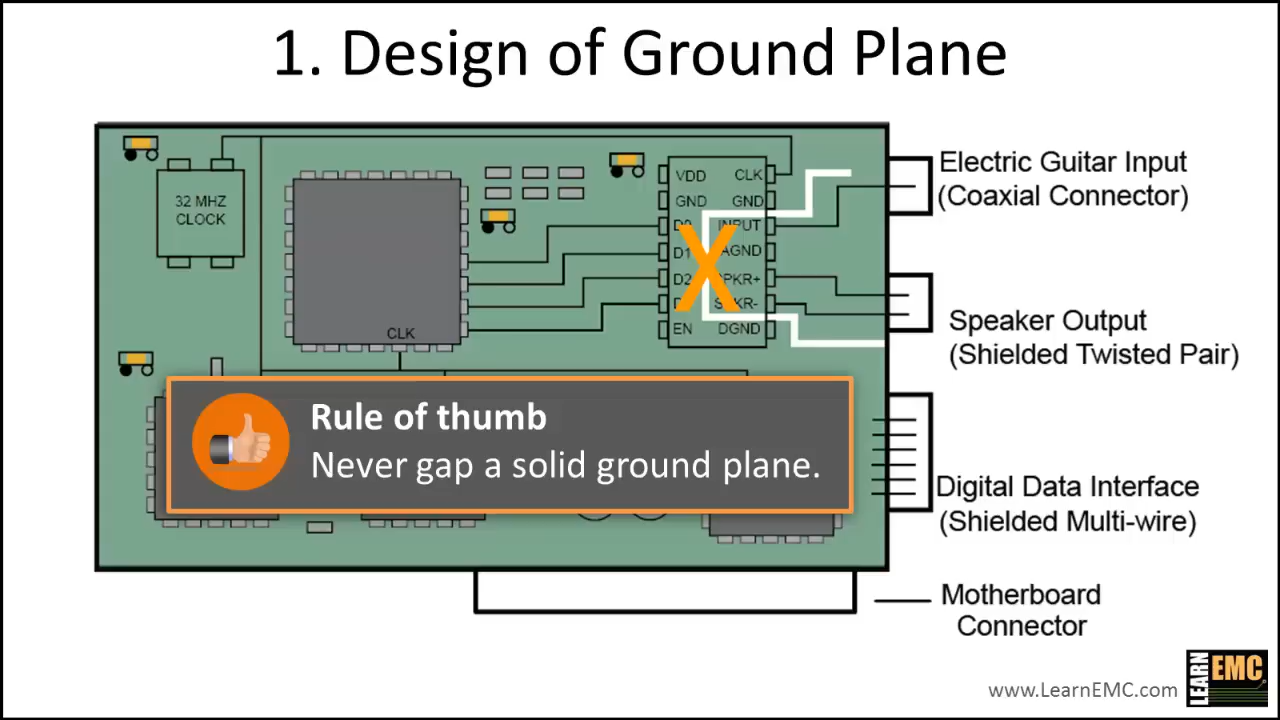 1. Design of Ground Plane
32 MHZ
CLOCK
CLK
VDD
CLK
GND
GND
INPUT
D1
AGND
D2
SPKR+
EN
DGND
X
Electric Guitar Input
(Coaxial Connector)
Speaker Output
(Shielded Twisted Pair)
Digital Data Interface
(Shielded Multi-wire)
Motherboard
Connector
Rule of thumb
Never gap a solid ground plane.
www.LearnEMC.com
LEARN
EMC